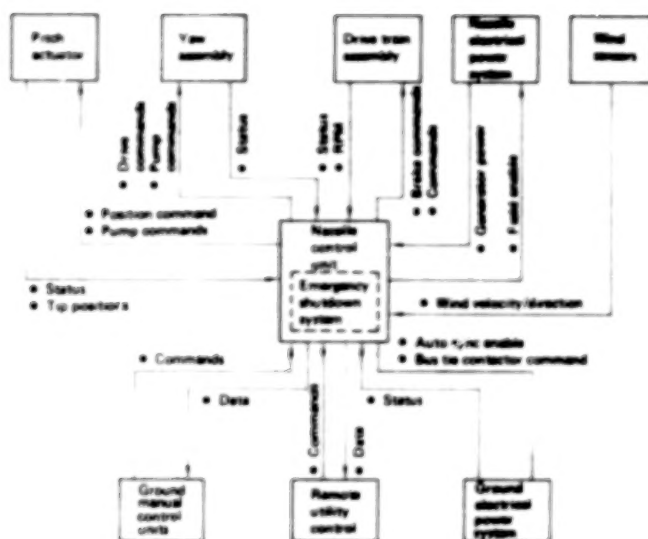 Pitch
actuator
Yaw
assembly
Drive train
assembly
Nacelle
electrical
power
system
Wind
sensors
• Drive
commands
• Pump
commands
• Status
• Status
• RPM
• Brake commands
• Commands
• Generator power
• Field enable
• Position command
• Pump commands
Nacelle
control
unit
Emergency
shutdown
system
• Status
• Tip positions
• Wind velocity/direction
• Auto sync enable
• Bus tie contactor command
• Commands
• Data
• Commands
• Data
• Status
Ground
manual
control
units
Remote
utility
control
Ground
electrical
power
system